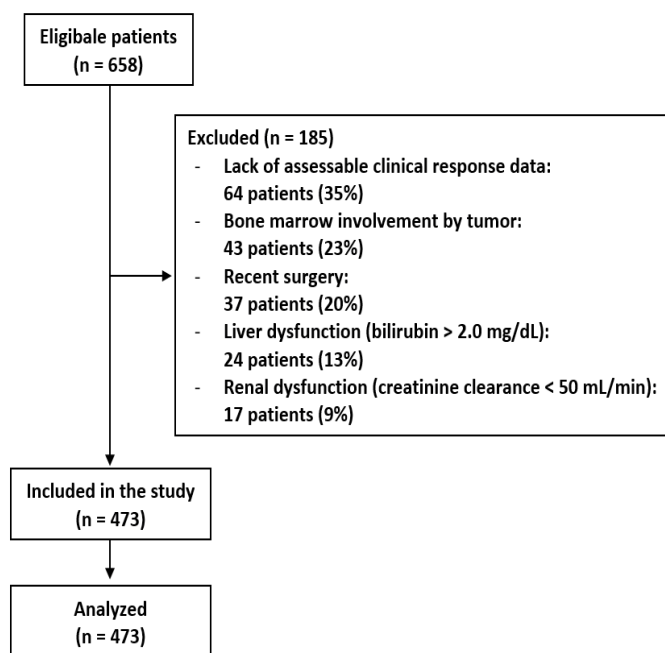 Eligibale patients
(n = 658)
Excluded (n = 185)
- Lack of assessable clinical response data:
64 patients (35%)
- Bone marrow involvement by tumor:
43 patients (23%)
- Recent surgery:
37 patients (20%)
- Liver dysfunction (bilirubin > 2.0 mg/dL):
24 patients (13%)
- Renal dysfunction (creatinine clearance < 50 mL/min):
17 patients (9%)
Included in the study
(n = 473)
Analyzed
(n = 473)